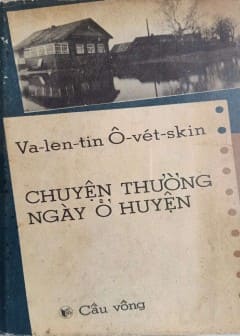 Va-len-tin Ô-vét-skin
CHUYỆN THƯỜNG
NGÀY Ở HUYỆN
Cầu vồng